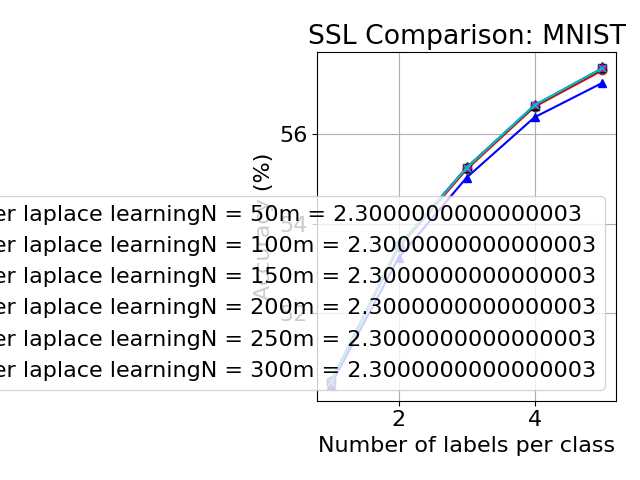 SSL Comparison: MNIST
56
54
52
Accuracy (%)
er laplace learningN = 50m = 2.3000000000000003
er laplace learningN = 100m = 2.3000000000000003
er laplace learningN = 150m = 2.3000000000000003
er laplace learningN = 200m = 2.3000000000000003
er laplace learningN = 250m = 2.3000000000000003
er laplace learningN = 300m = 2.3000000000000003
2 4
Number of labels per class